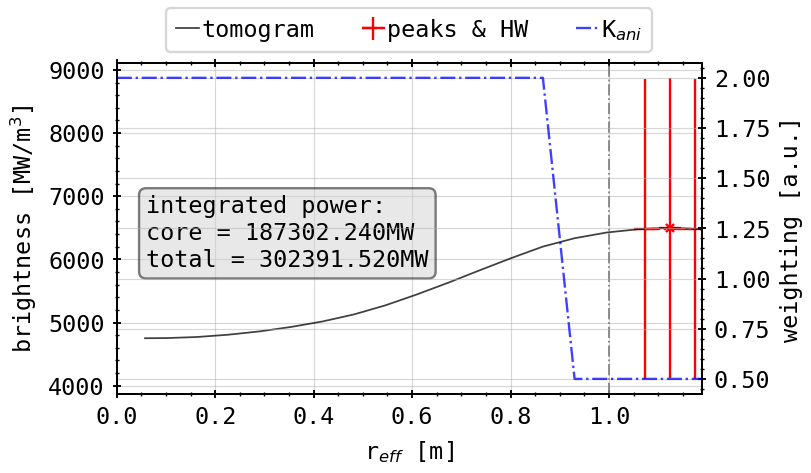 tomogram peaks & HW K_ani
brightness [MW/m³]
9000
8000
7000
6000
5000
4000
integrated power:
core = 187302.240MW
total = 302391.520MW
2.00
1.75
1.50
1.25
1.00
0.75
0.50
weighting [a.u.]
0.0 0.2 0.4 0.6 0.8 1.0
r_eff [m]